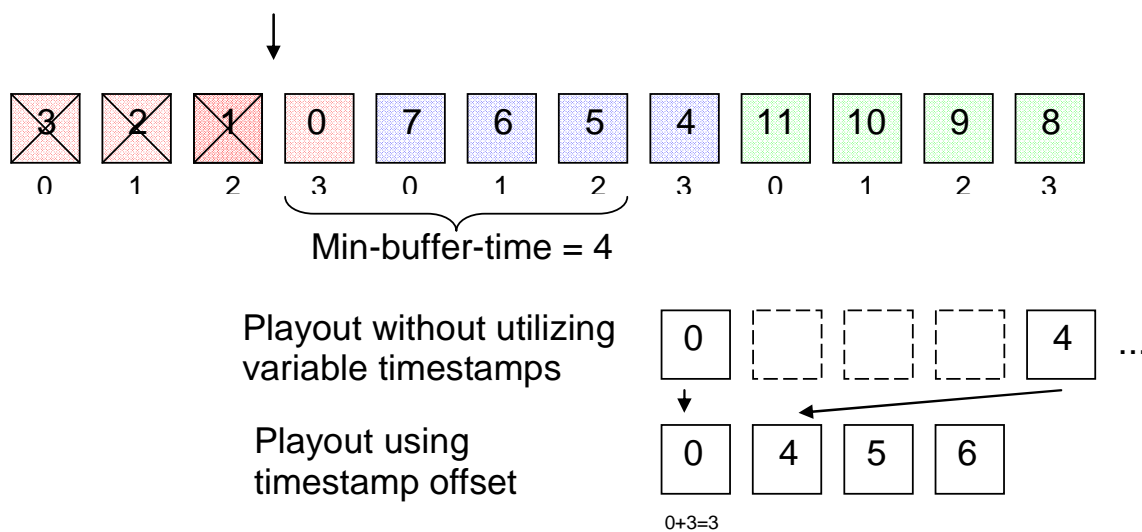 3 2 1 0 7 6 5 4 11 10 9 8
0 1 2 3 0 1 2 3 0 1 2 3
Min-buffer-time = 4
Playout without utilizing
variable timestamps
0 4 ...
Playout using
timestamp offset
0 4 5 6
0+3=3